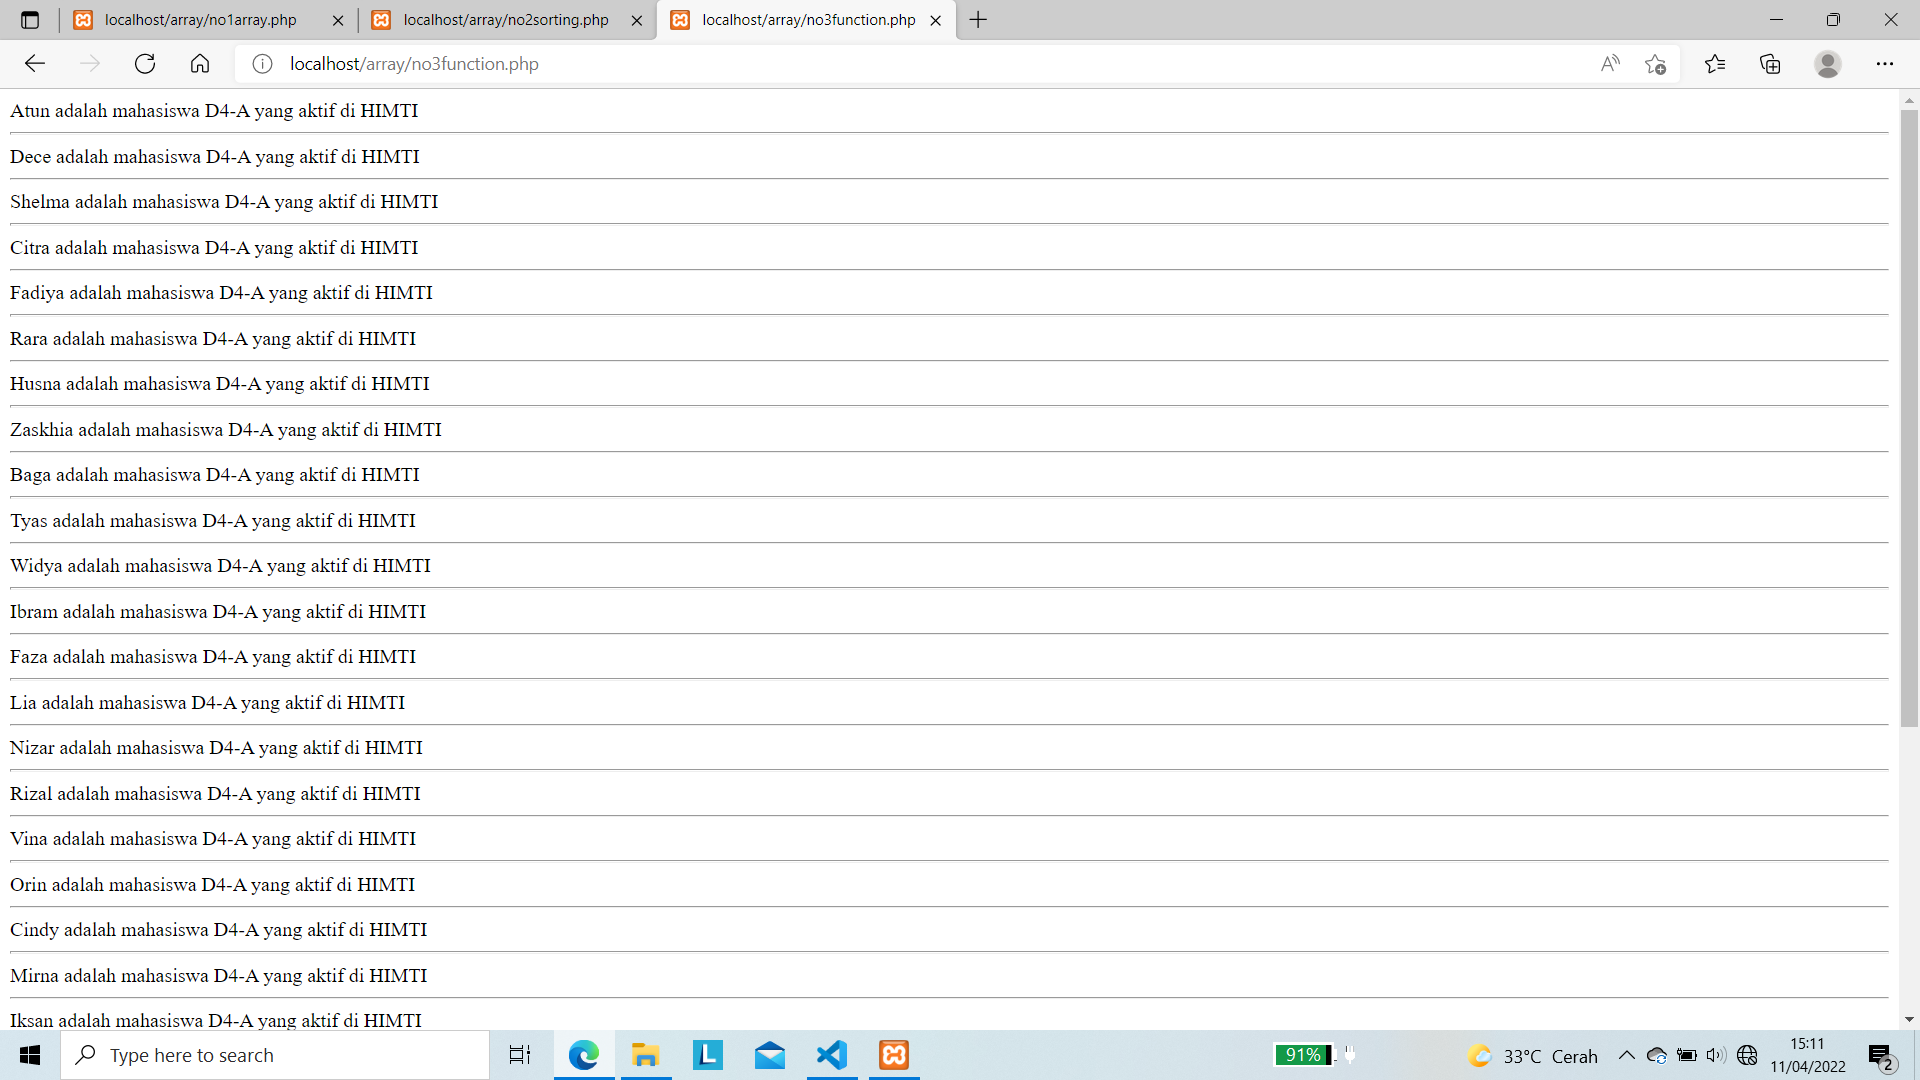 localhost/array/no1array.php
localhost/array/no2sorting.php
localhost/array/no3function.php
localhost/array/no3function.php
Atun adalah mahasiswa D4-A yang aktif di HIMTI
Dece adalah mahasiswa D4-A yang aktif di HIMTI
Shelma adalah mahasiswa D4-A yang aktif di HIMTI
Citra adalah mahasiswa D4-A yang aktif di HIMTI
Fadiya adalah mahasiswa D4-A yang aktif di HIMTI
Rara adalah mahasiswa D4-A yang aktif di HIMTI
Husna adalah mahasiswa D4-A yang aktif di HIMTI
Zaskhia adalah mahasiswa D4-A yang aktif di HIMTI
Baga adalah mahasiswa D4-A yang aktif di HIMTI
Tyas adalah mahasiswa D4-A yang aktif di HIMTI
Widya adalah mahasiswa D4-A yang aktif di HIMTI
Ibram adalah mahasiswa D4-A yang aktif di HIMTI
Faza adalah mahasiswa D4-A yang aktif di HIMTI
Lia adalah mahasiswa D4-A yang aktif di HIMTI
Nizar adalah mahasiswa D4-A yang aktif di HIMTI
Rizal adalah mahasiswa D4-A yang aktif di HIMTI
Vina adalah mahasiswa D4-A yang aktif di HIMTI
Orin adalah mahasiswa D4-A yang aktif di HIMTI
Cindy adalah mahasiswa D4-A yang aktif di HIMTI
Mirna adalah mahasiswa D4-A yang aktif di HIMTI
Iksan adalah mahasiswa D4-A yang aktif di HIMTI
Type here to search
L
91%
33°C Cerah
15:11
11/04/2022
2